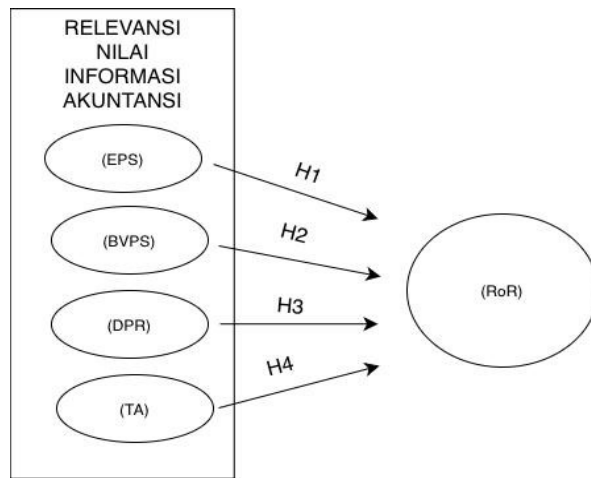 RELEVANSI
NILAI
INFORMASI
AKUNTANSI
(EPS)
H1
(BVPS)
H2
(RoR)
(DPR)
H3
(TA)
H4